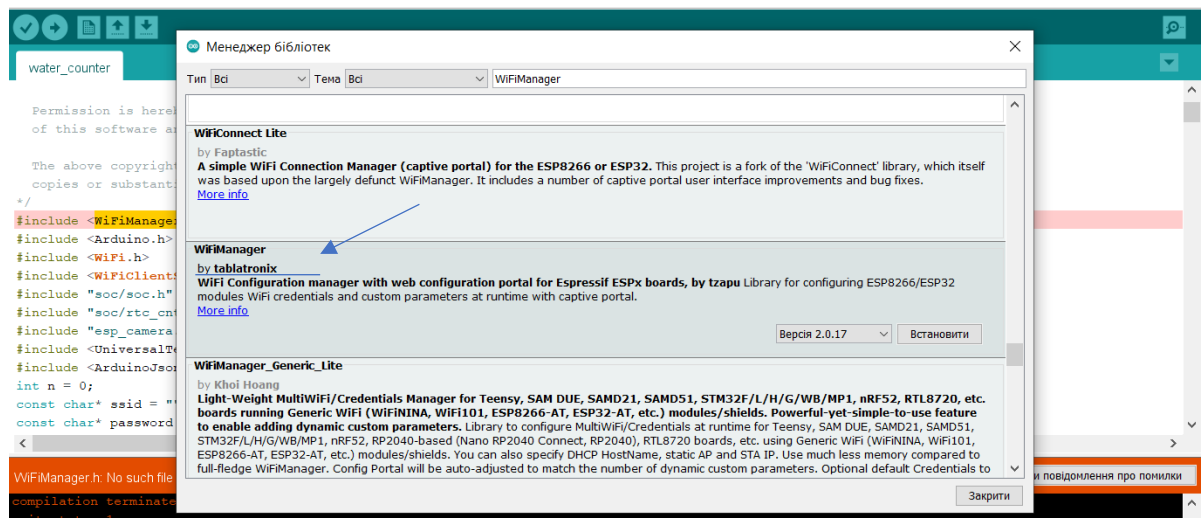 Менеджер бібліотек
water_counter
Тип Всі Тема Всі WiFiManager
Permission is
of this software
The above copyright
copies or
*/
#include <WiFiManager
#include <Arduino.h>
#include <WiFi.h>
#include <WiFiClientS
#include "soc/soc.h"
#include "soc/rtc_cnt
#include "esp_camera
#include <UniversalTe
#include <ArduinoJson
int n = 0;
const char* ssid = "
const char* password
WiFiConnect Lite
by Faptastic
A simple WiFi Connection Manager (captive portal) for the ESP8266 or ESP32. This project is a fork of the 'WiFiConnect' library, which itself
was based upon the largely defunct WiFiManager. It includes a number of captive portal user interface improvements and bug fixes.
More info
WiFiManager
by tablatronix
WiFi Configuration manager with web configuration portal for Espressif ESPx boards, by tzapu Library for configuring ESP8266/ESP32
modules WiFi credentials and custom parameters at runtime with captive portal.
More info
Версія 2.0.17 Встановити
WiFiManager_Generic_Lite
by Khoi Hoang
Light-Weight MultiWiFi/Credentials Manager for Teensy, SAM DUE, SAMD21, SAMD51, STM32F/L/H/G/WB/MP1, nRF52, RTL8720, etc.
boards running Generic WiFi (WiFiNINA, WiFi101, ESP8266-AT, ESP32-AT, etc.) modules/shields. Powerful-yet-simple-to-use feature
to enable adding dynamic custom parameters. Library to configure MultiWiFi/Credentials at runtime for Teensy, SAM DUE, SAMD21, SAMD51,
STM32F/L/H/G/WB/MP1, nRF52, RP2040-based (Nano RP2040 Connect, RP2040), RTL8720 boards, etc. using Generic WiFi (WiFiNINA, WiFi101,
ESP8266-AT, ESP32-AT, etc.) modules/shields. You can also specify DHCP HostName, static AP and STA IP. Use much less memory compared to
full-fledge WiFiManager. Config Portal will be auto-adjusted to match the number of dynamic custom parameters. Optional default Credentials to
Закрити
WiFiManager.h: No such file
и повідомлення про помилки
compilation terminate